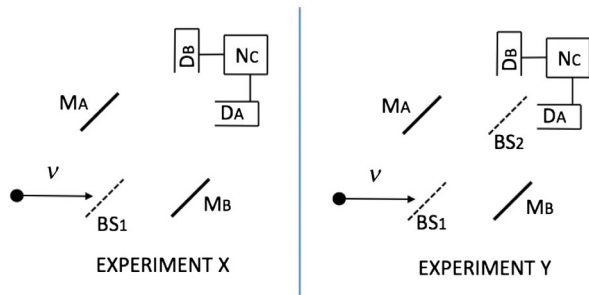 DB
NC
DA
MA
v
BS1
MB
EXPERIMENT X
DB
NC
DA
MA
BS2
v
BS1
MB
EXPERIMENT Y